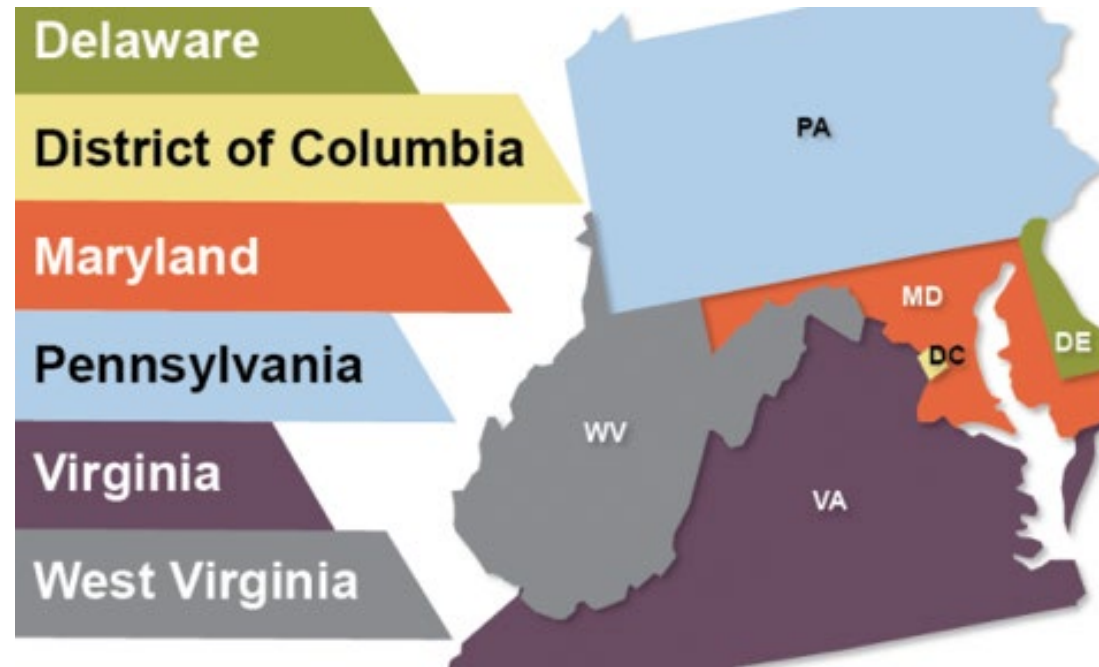 Delaware
District of Columbia
Maryland
Pennsylvania
Virginia
West Virginia
PA
MD
DC
DE
WV
VA